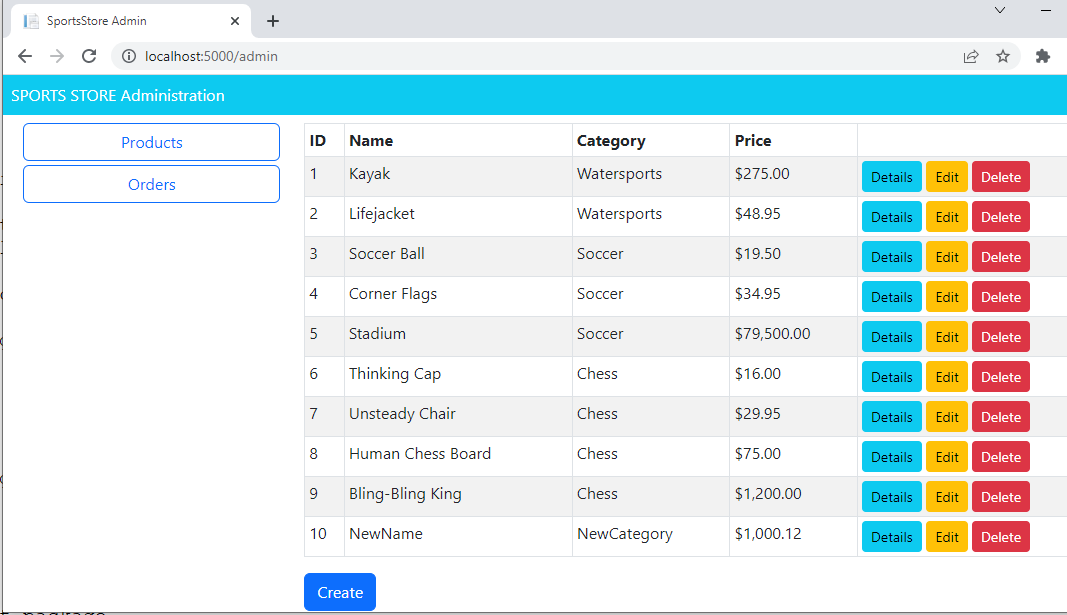 SportsStore Admin
localhost:5000/admin
SPORTS STORE Administration
Products
Orders
ID Name Category Price
1 Kayak Watersports $275.00 Details Edit Delete
2 Lifejacket Watersports $48.95 Details Edit Delete
3 Soccer Ball Soccer $19.50 Details Edit Delete
4 Corner Flags Soccer $34.95 Details Edit Delete
5 Stadium Soccer $79,500.00 Details Edit Delete
6 Thinking Cap Chess $16.00 Details Edit Delete
7 Unsteady Chair Chess $29.95 Details Edit Delete
8 Human Chess Board Chess $75.00 Details Edit Delete
9 Bling-Bling King Chess $1,200.00 Details Edit Delete
10 NewName NewCategory $1,000.12 Details Edit Delete
Create